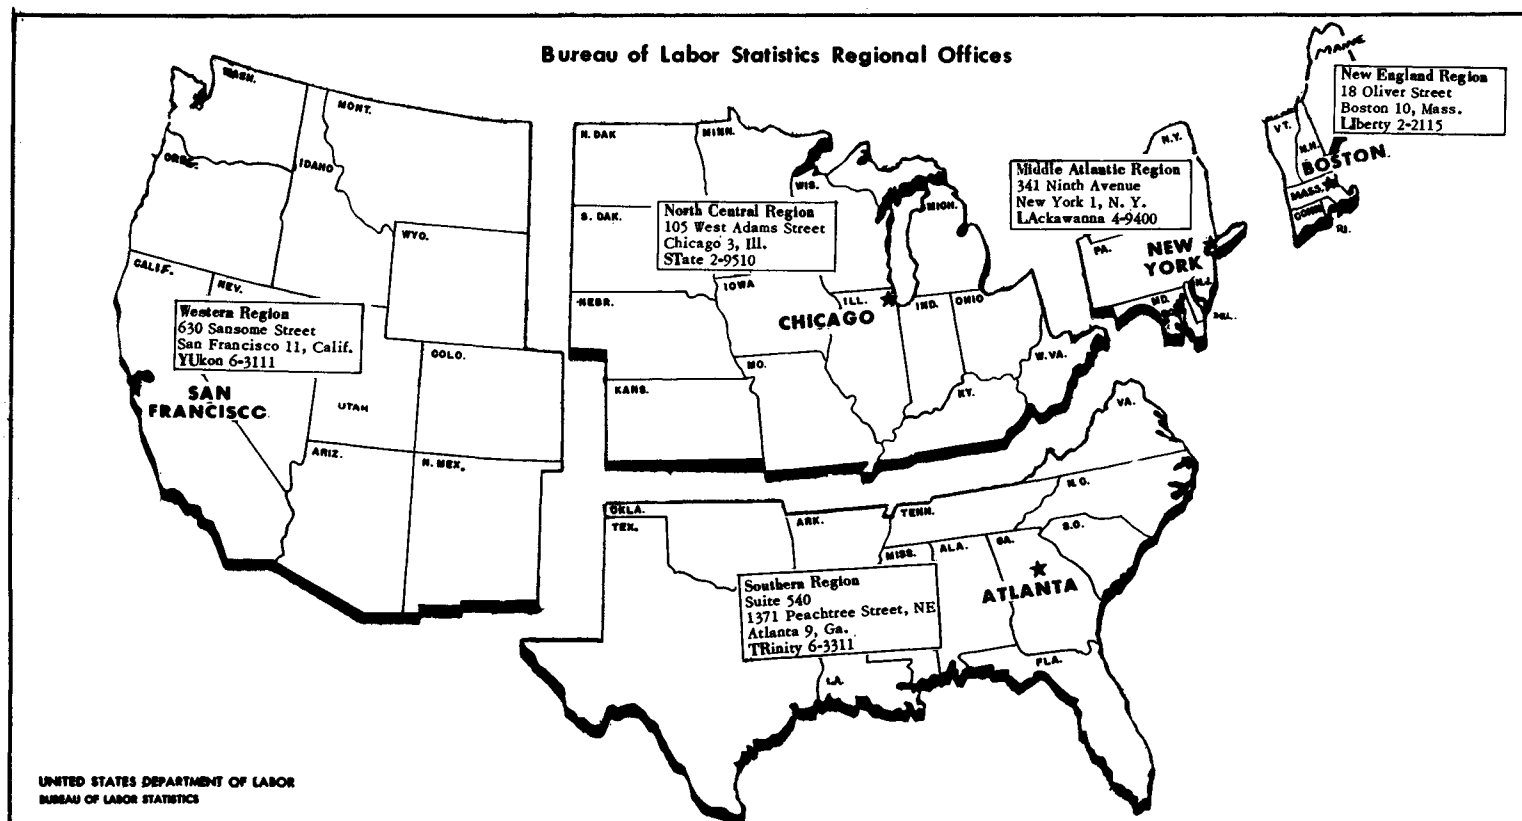 Bureau of Labor Statistics Regional Offices
MAINE
New England Region
18 Oliver Street
Boston 10, Mass.
LIberty 2-2115
VT.
N.H.
BOSTON
MASS.
CONN.
R.I.
N.Y.
Middle Atlantic Region
341 Ninth Avenue
New York 1, N. Y.
LAckawanna 4-9400
PA.
NEW
YORK
N.J.
MD.
DEL.
WASH.
MONT.
OREG.
IDAHO
WYO.
CALIF.
NEV.
Western Region
630 Sansome Street
San Francisco 11, Calif.
YUkon 6-3111
SAN
FRANCISCO
UTAH
COLO.
ARIZ.
N. MEX.
N. DAK
MINN.
WIS.
MICH.
S. DAK.
North Central Region
105 West Adams Street
Chicago 3, Ill.
STate 2-9510
NEBR.
IOWA
ILL.
IND.
OHIO
CHICAGO
KANS.
MO.
KY.
W.VA.
VA.
OKLA.
TEX.
ARK.
TENN.
N.C.
S.C.
MISS.
ALA.
GA.
ATLANTA
Southern Region
Suite 540
1371 Peachtree Street, NE
Atlanta 9, Ga.
TRinity 6-3311
LA.
FLA.
UNITED STATES DEPARTMENT OF LABOR
BUREAU OF LABOR STATISTICS